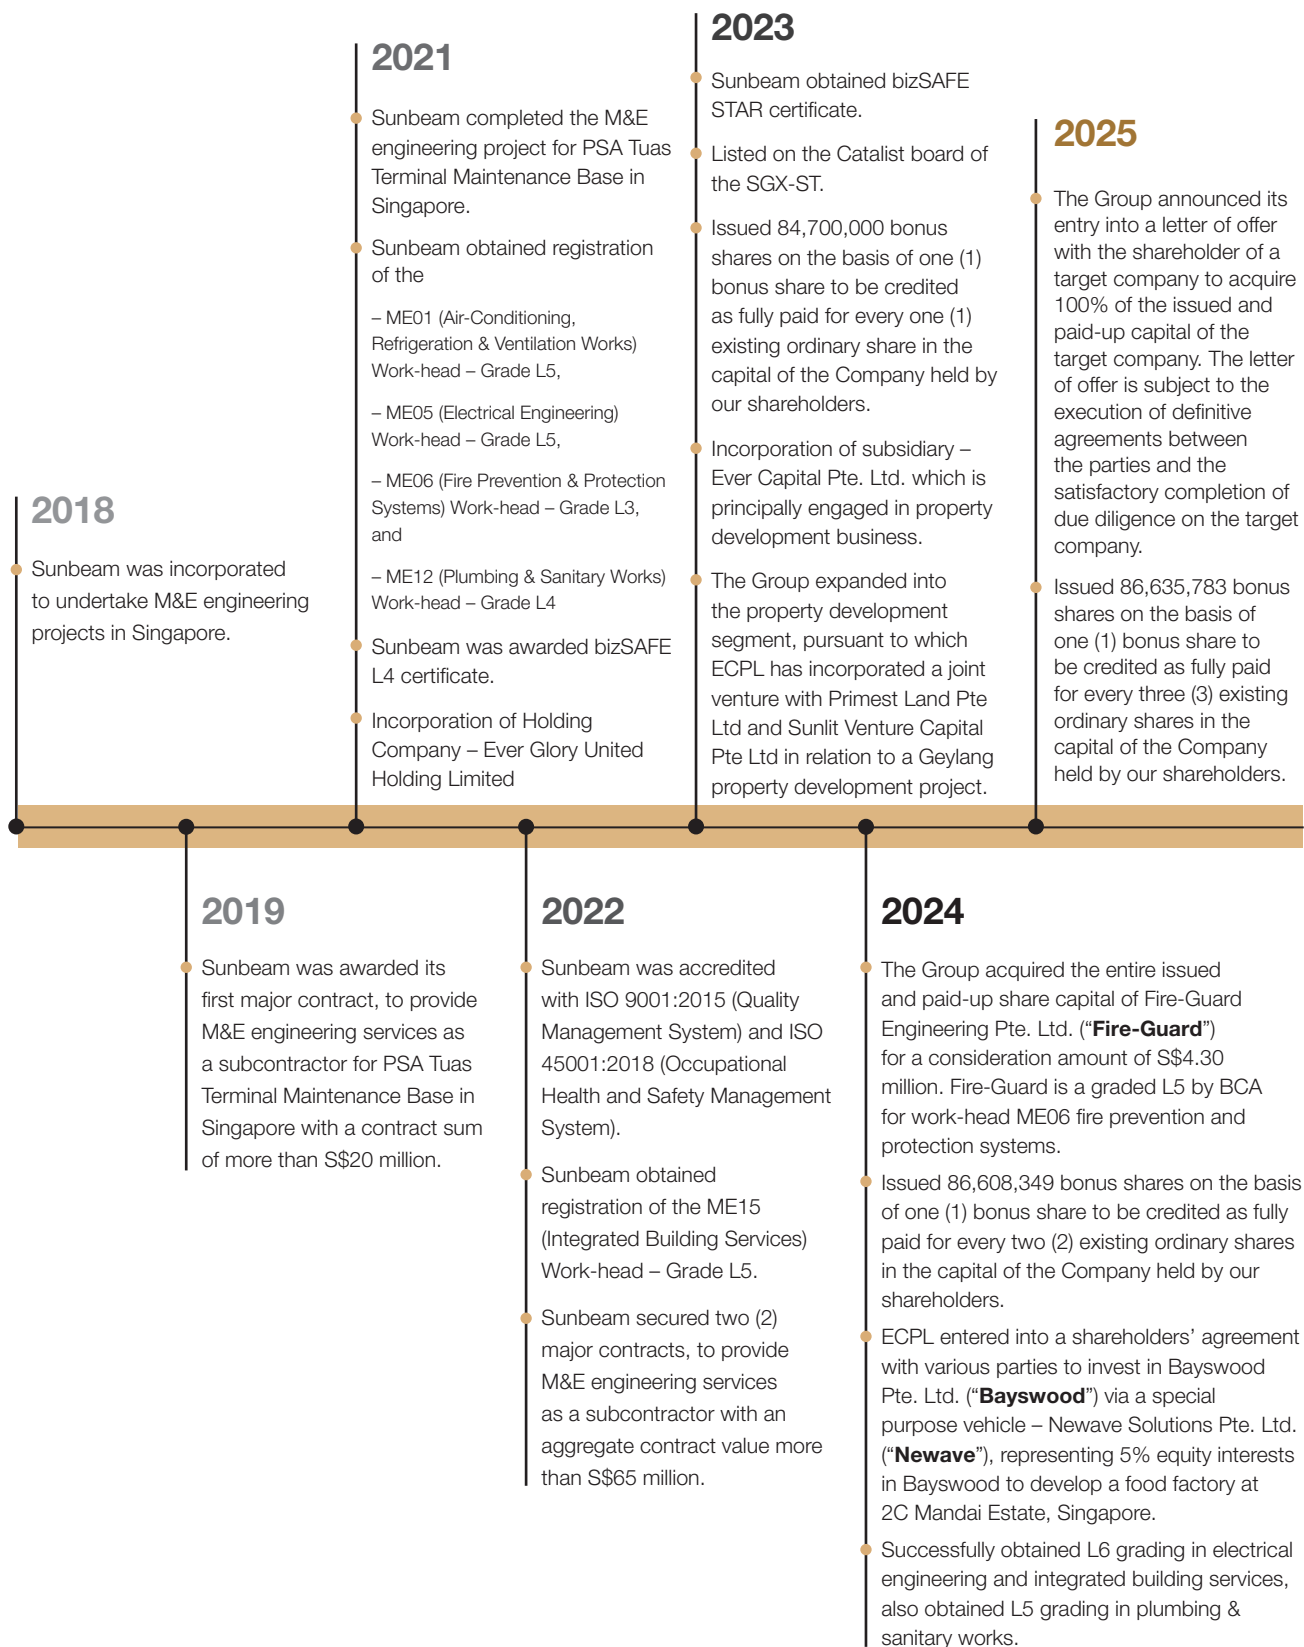 2018
Sunbeam was incorporated
to undertake M&E engineering
projects in Singapore.
2019
Sunbeam was awarded its
first major contract, to provide
M&E engineering services as
a subcontractor for PSA Tuas
Terminal Maintenance Base in
Singapore with a contract sum
of more than S$20 million.
2021
Sunbeam completed the M&E
engineering project for PSA Tuas
Terminal Maintenance Base in
Singapore.
Sunbeam obtained registration
of the
– ME01 (Air-Conditioning,
Refrigeration & Ventilation Works)
Work-head – Grade L5,
– ME05 (Electrical Engineering)
Work-head – Grade L5,
– ME06 (Fire Prevention & Protection
Systems) Work-head – Grade L3,
and
– ME12 (Plumbing & Sanitary Works)
Work-head – Grade L4
Sunbeam was awarded bizSAFE
L4 certificate.
Incorporation of Holding
Company – Ever Glory United
Holding Limited
2022
Sunbeam was accredited
with ISO 9001:2015 (Quality
Management System) and ISO
45001:2018 (Occupational
Health and Safety Management
System).
Sunbeam obtained
registration of the ME15
(Integrated Building Services)
Work-head – Grade L5.
Sunbeam secured two (2)
major contracts, to provide
M&E engineering services
as a subcontractor with an
aggregate contract value more
than S$65 million.
2023
Sunbeam obtained bizSAFE
STAR certificate.
Listed on the Catalist board of
the SGX-ST.
Issued 84,700,000 bonus
shares on the basis of one (1)
bonus share to be credited
as fully paid for every one (1)
existing ordinary share in the
capital of the Company held by
our shareholders.
Incorporation of subsidiary –
Ever Capital Pte. Ltd. which is
principally engaged in property
development business.
The Group expanded into
the property development
segment, pursuant to which
ECPL has incorporated a joint
venture with Primest Land Pte
Ltd and Sunlit Venture Capital
Pte Ltd in relation to a Geylang
property development project.
2024
The Group acquired the entire issued
and paid-up share capital of Fire-Guard
Engineering Pte. Ltd. (“Fire-Guard”)
for a consideration amount of S$4.30
million. Fire-Guard is a graded L5 by BCA
for work-head ME06 fire prevention and
protection systems.
Issued 86,608,349 bonus shares on the basis
of one (1) bonus share to be credited as fully
paid for every two (2) existing ordinary shares
in the capital of the Company held by our
shareholders.
ECPL entered into a shareholders’ agreement
with various parties to invest in Bayswood
Pte. Ltd. (“Bayswood”) via a special
purpose vehicle – Newave Solutions Pte. Ltd.
(“Newave”), representing 5% equity interests
in Bayswood to develop a food factory at
2C Mandai Estate, Singapore.
Successfully obtained L6 grading in electrical
engineering and integrated building services,
also obtained L5 grading in plumbing &
sanitary works.
2025
The Group announced its
entry into a letter of offer
with the shareholder of a
target company to acquire
100% of the issued and
paid-up capital of the
target company. The letter
of offer is subject to the
execution of definitive
agreements between
the parties and the
satisfactory completion of
due diligence on the target
company.
Issued 86,635,783 bonus
shares on the basis of
one (1) bonus share to
be credited as fully paid
for every three (3) existing
ordinary shares in the
capital of the Company
held by our shareholders.